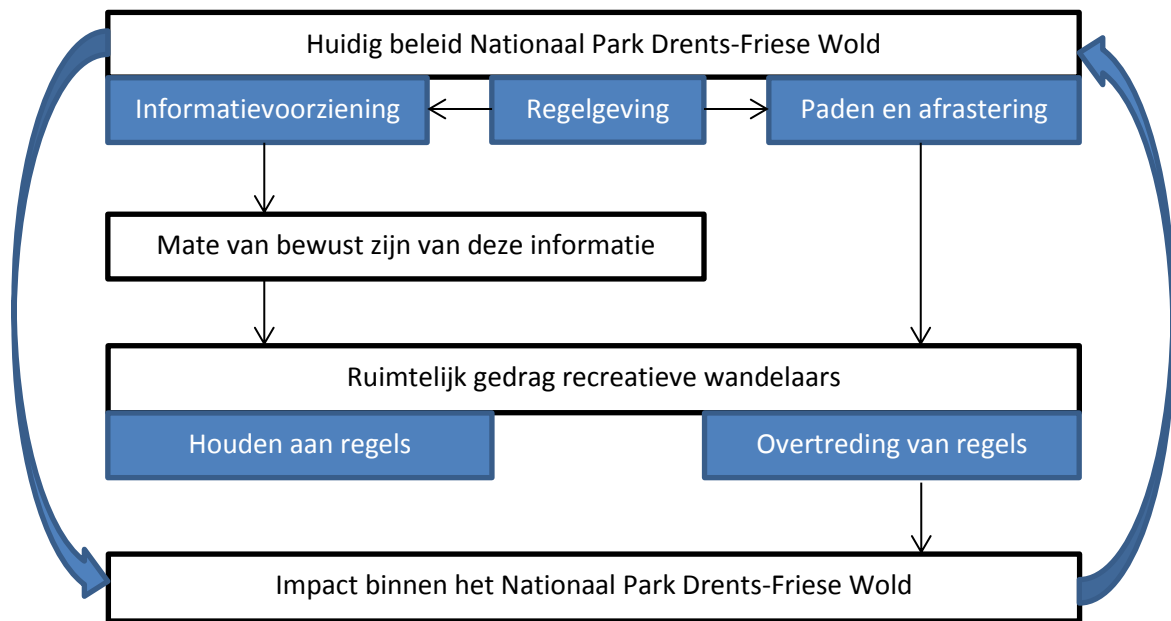 Huidig beleid Nationaal Park Drents-Friese Wold
Informatievoorziening
Regelgeving
Paden en afrastering
Mate van bewust zijn van deze informatie
Ruimtelijk gedrag recreatieve wandelaars
Houden aan regels
Overtreding van regels
Impact binnen het Nationaal Park Drents-Friese Wold